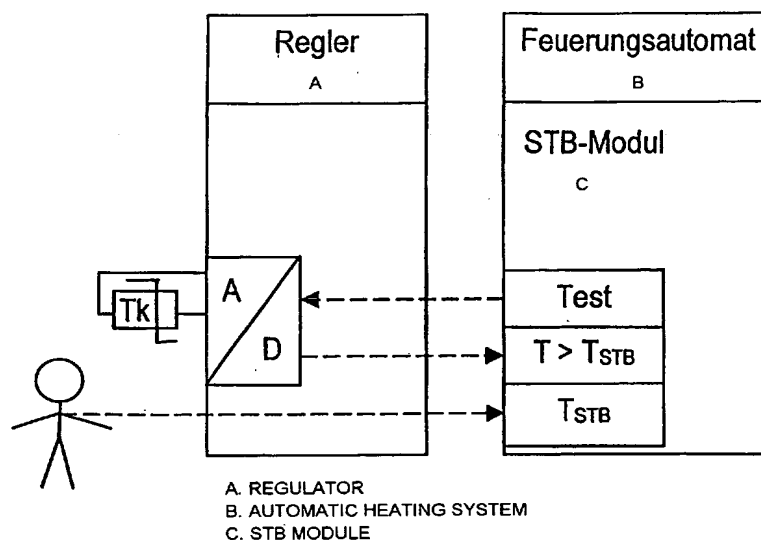 Regler
A
Feuerungsautomat
B
STB-Modul
C
Tk
A
D
Test
T > TSTB
TSTB
A. REGULATOR
B. AUTOMATIC HEATING SYSTEM
C. STB MODULE